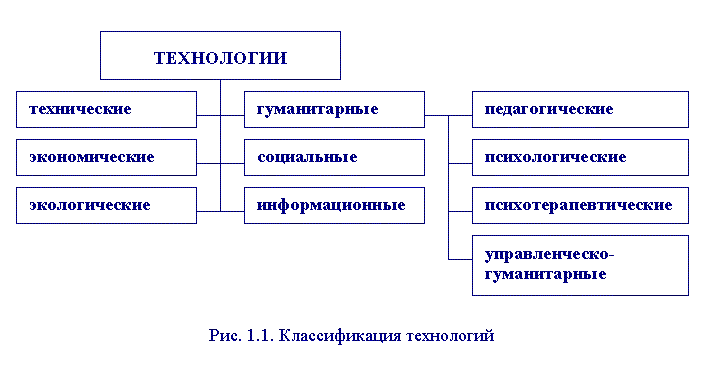 ТЕХНОЛОГИИ
технические
гуманитарные
педагогические
экономические
социальные
психологические
экологические
информационные
психотерапевтические
управленческо-
гуманитарные
Рис. 1.1. Классификация технологий